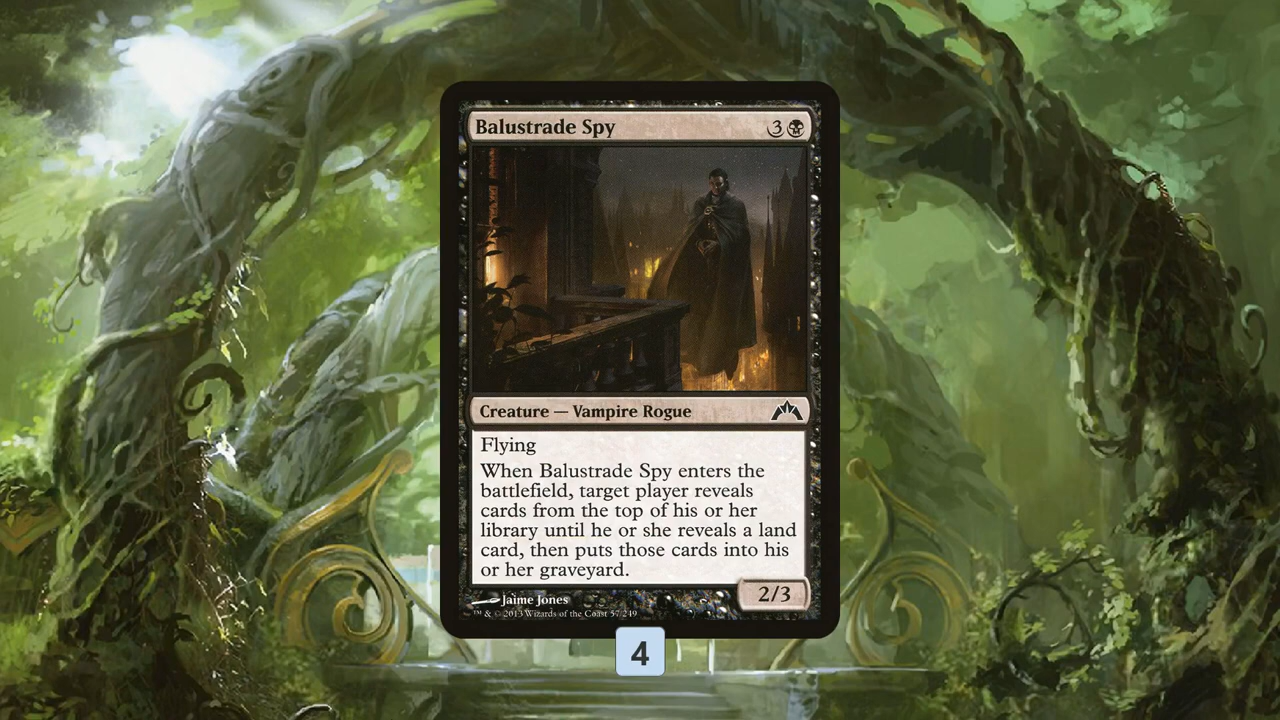 Balustrade Spy 3
Creature — Vampire Rogue
Flying
When Balustrade Spy enters the
battlefield, target player reveals
cards from the top of his or her
library until he or she reveals a land
card, then puts those cards into his
or her graveyard.
2/3
Jaime Jones
™ & © 2013 Wizards of the Coast 57/249
4